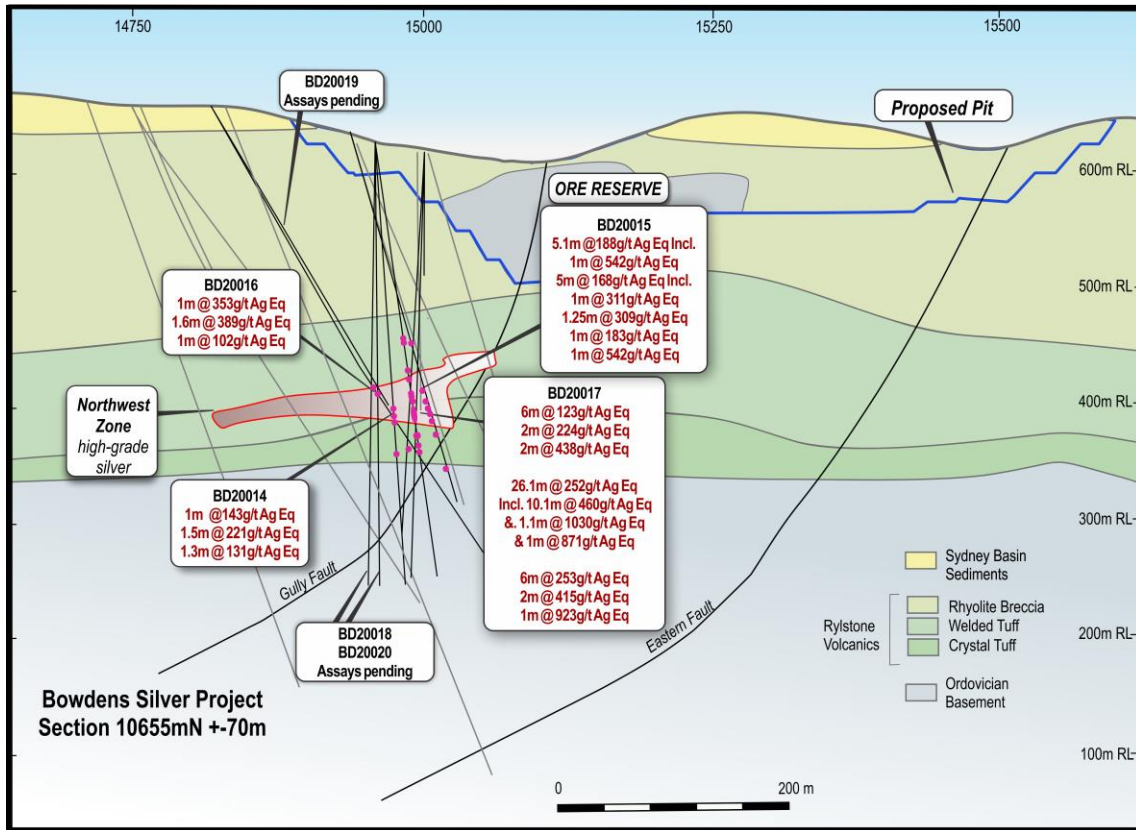 14750
15000
15250
15500
BD20019
Assays pending
Proposed Pit
600m RL
ORE RESERVE
BD20015
5.1m @188g/t Ag Eq Incl.
1m @ 542g/t Ag Eq
5m @ 168g/t Ag Eq Incl.
1m @ 311g/t Ag Eq
1.25m @ 309g/t Ag Eq
1m @ 183g/t Ag Eq
1m @ 542g/t Ag Eq
500m RL
BD20016
1m @ 353g/t Ag Eq
1.6m @ 389g/t Ag Eq
1m @ 102g/t Ag Eq
400m RL
Northwest
Zone
high-grade
silver
BD20017
6m @ 123g/t Ag Eq
2m @ 224g/t Ag Eq
2m @ 438g/t Ag Eq
26.1m @ 252g/t Ag Eq
Incl. 10.1m @ 460g/t Ag Eq
&. 1.1m @ 1030g/t Ag Eq
& 1m @ 871g/t Ag Eq
6m @ 253g/t Ag Eq
2m @ 415g/t Ag Eq
1m @ 923g/t Ag Eq
BD20014
1m @143g/t Ag Eq
1.5m @ 221g/t Ag Eq
1.3m @ 131g/t Ag Eq
300m RL
Gully Fault
Eastern Fault
Sydney Basin
Sediments
Rylstone
Volcanics
Rhyolite Breccia
Welded Tuff
Crystal Tuff
Ordovician
Basement
200m RL
BD20018
BD20020
Assays pending
Bowdens Silver Project
Section 10655mN +-70m
100m RL
0
200 m